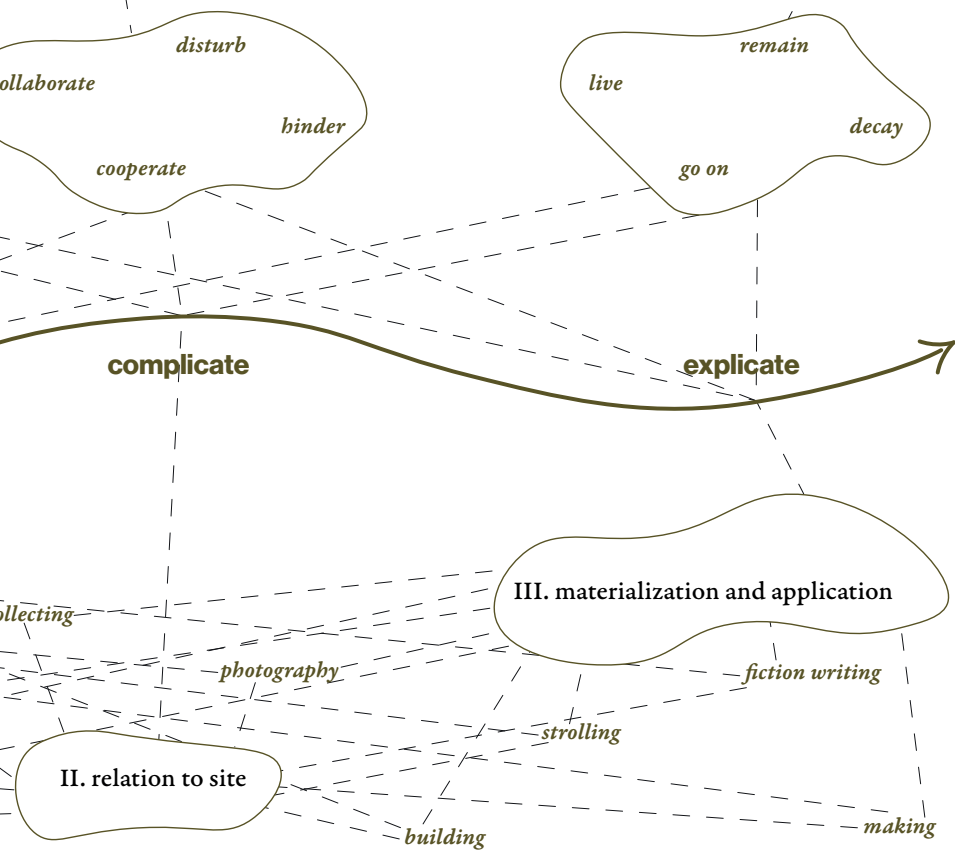 disturb
remain
ollaborate
live
hinder
decay
cooperate
go on
complicate
explicate
III. materialization and application
ollecting
photography
fiction writing
strolling
II. relation to site
making
building